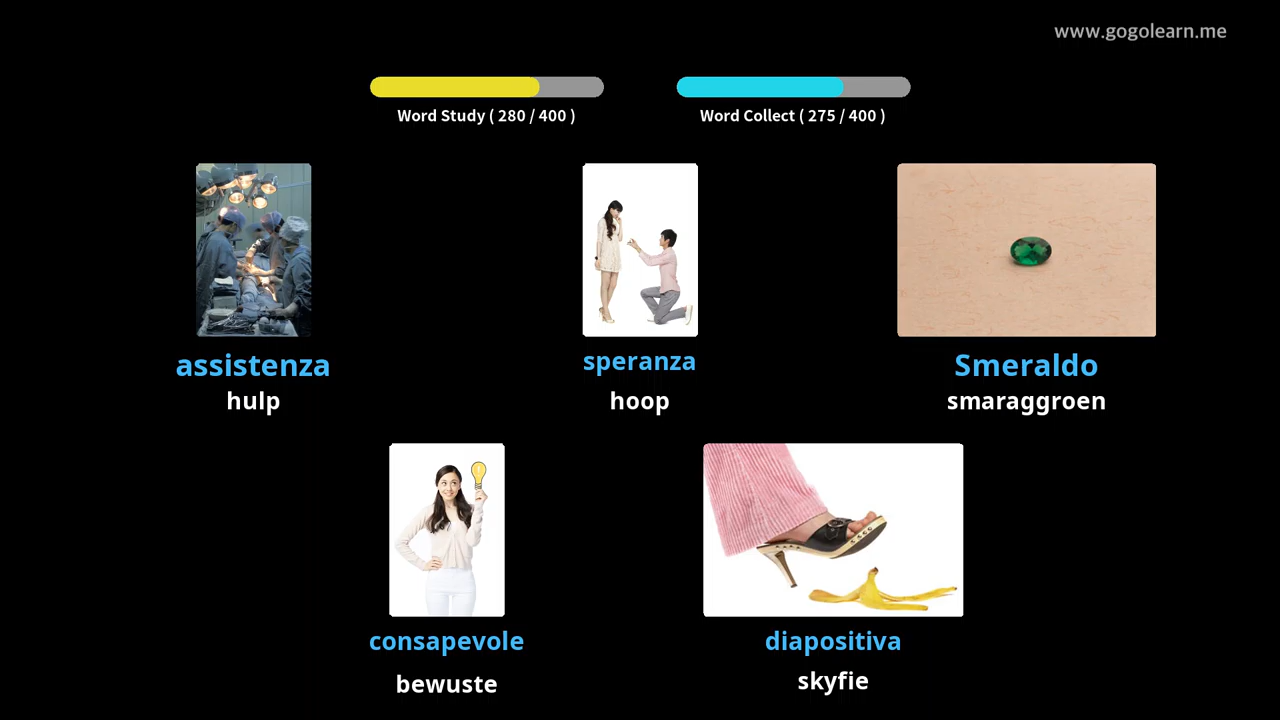 www.gogolearn.me
Word Study ( 280 / 400 )
Word Collect ( 275 / 400 )
assistenza
hulp
speranza
hoop
Smeraldo
smaraggroen
consapevole
bewuste
diapositiva
skyfie